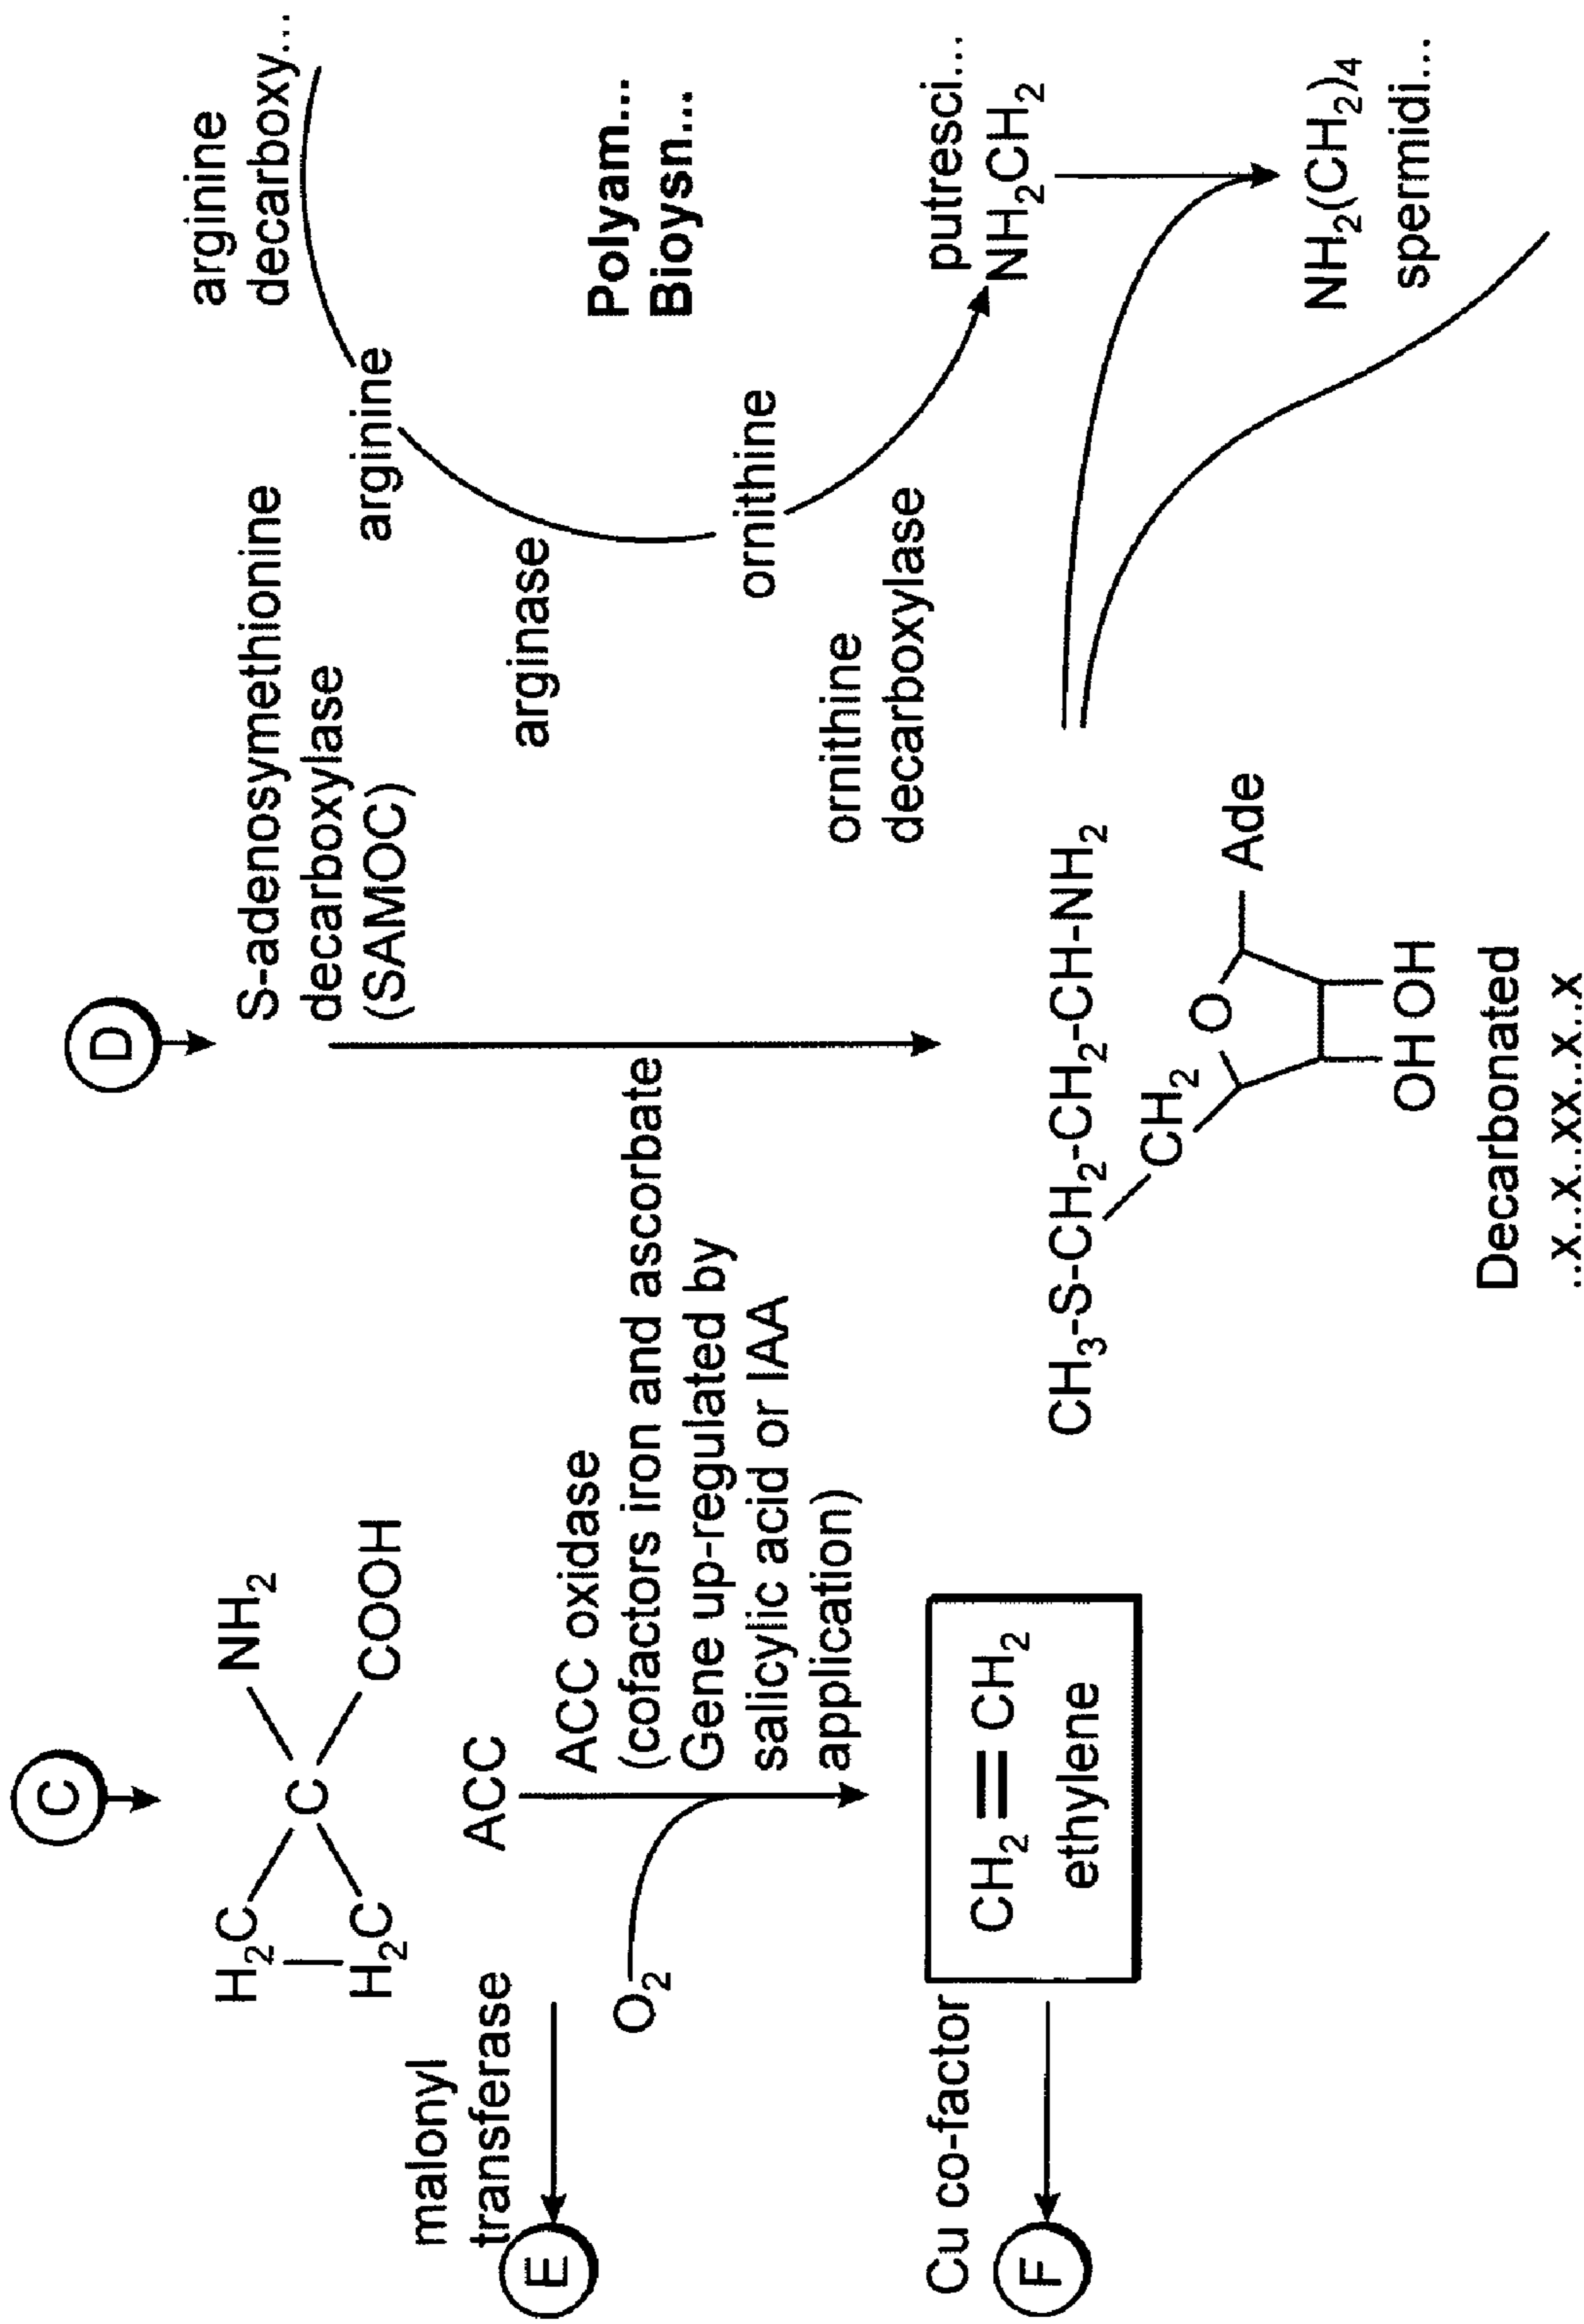 C
H2C
NH2
C
H2C
COOH
ACC
malonyl
transferase
E
O2
ACC oxidase
(cofactors iron and ascorbate
Gene up-regulated by
salicylic acid or IAA
application)
CH2=CH2
ethylene
Cu co-factor
F
D
S-adenosymethionine
decarboxylase
(SAMOC)
arginine
decarboxy...
arginine
arginase
Polyam...
Bioysn...
ornithine
ornithine
decarboxylase
putresci...
NH2CH2
CH3-S-CH2-CH2-CH-NH2
CH2
O
Ade
OH OH
Decarbonated
..x..x..xx..x..x
NH2(CH2)4
spermidi...